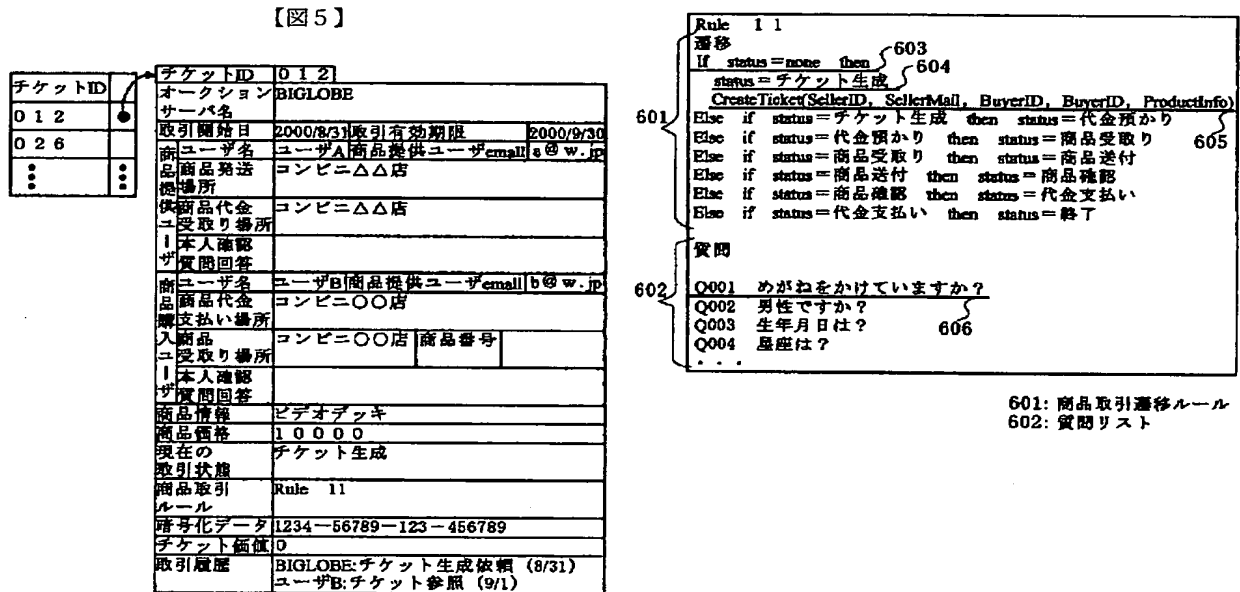 【図5】
チケットID
012
026
チケットID 012
オークションサーバ名 BIGLOBE
取引開始日 2000/8/31 取引有効期限 2000/9/30
商品提供ユーザ
ユーザ名 ユーザA 商品提供ユーザemail a@w.jp
商品発送場所 コンビニ△△店
商品代金受取り場所 コンビニ△△店
本人確認質問回答
商品購入ユーザ
ユーザ名 ユーザB 商品提供ユーザemail b@w.jp
商品代金支払い場所 コンビニ○○店
商品受取り場所 コンビニ○○店 商品番号
本人確認質問回答
商品情報 ビデオデッキ
商品価格 10000
現在の取引状態 チケット生成
商品取引ルール Rule 11
暗号化データ 1234-56789-123-456789
チケット価値 0
取引履歴 BIGLOBE:チケット生成依頼 (8/31)
ユーザB:チケット参照 (9/1)
Rule 11
遷移
If status=none then 603
status=チケット生成 604
CreateTicket(SellerID, SellerMail, BuyerID, BuyerID, ProductInfo)
601
Else if status=チケット生成 then status=代金預かり
Else if status=代金預かり then status=商品受取り 605
Else if status=商品受取り then status=商品送付
Else if status=商品送付 then status=商品確認
Else if status=商品確認 then status=代金支払い
Else if status=代金支払い then status=終了
質問
602
Q001 めがねをかけていますか?
Q002 男性ですか?
Q003 生年月日は? 606
Q004 星座は?
・・・
601: 商品取引遷移ルール
602: 質問リスト